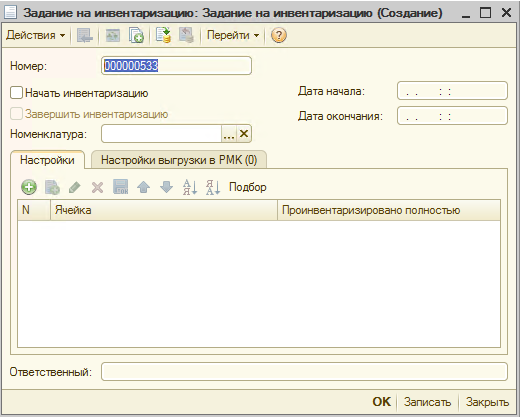 Задание на инвентаризацию: Задание на инвентаризацию (Создание)
Действия Перейти
Номер: 000000533
Начать инвентаризацию Дата начала: . . : :
Завершить инвентаризацию Дата окончания: . . : :
Номенклатура: ... ×
Настройки Настройки выгрузки в РМК (0)
Подбор
N Ячейка Проинвентаризировано полностью
Ответственный:
OK Записать Закрыть